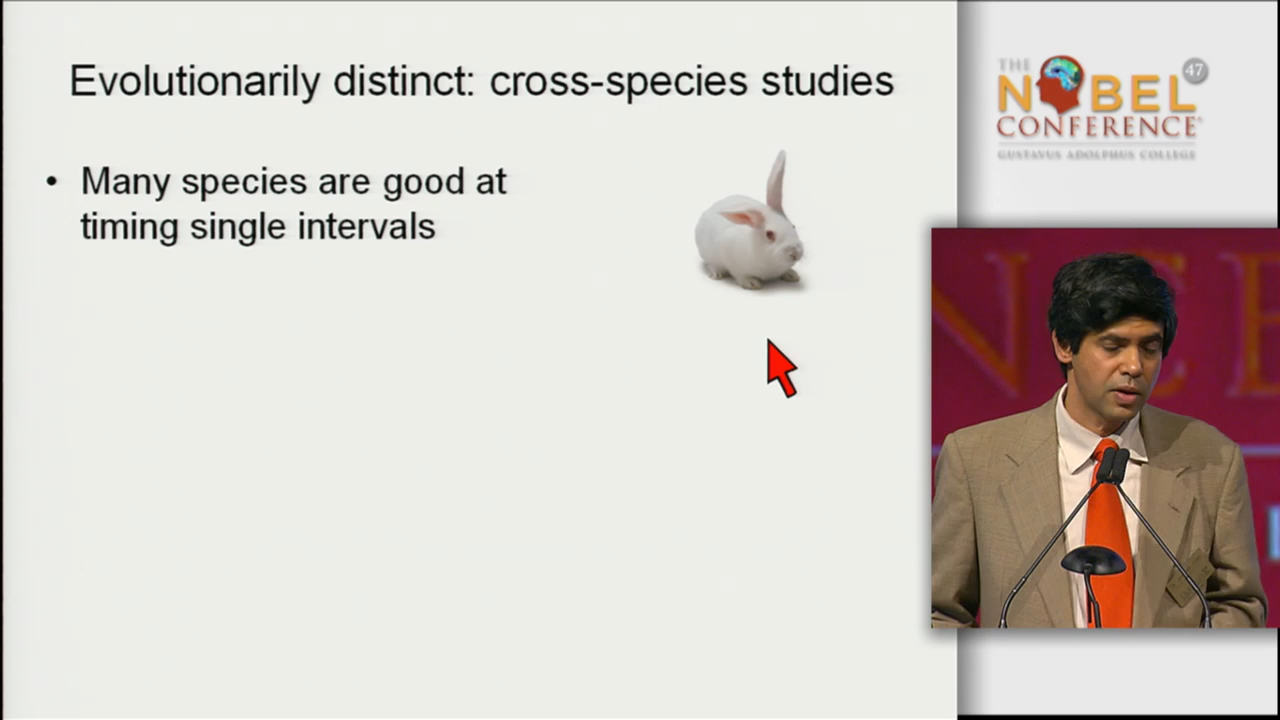 Evolutionarily distinct: cross-species studies
• Many species are good at
timing single intervals
THE
NOBEL
47
CONFERENCE
GUSTAVUS ADOLPHUS COLLEGE